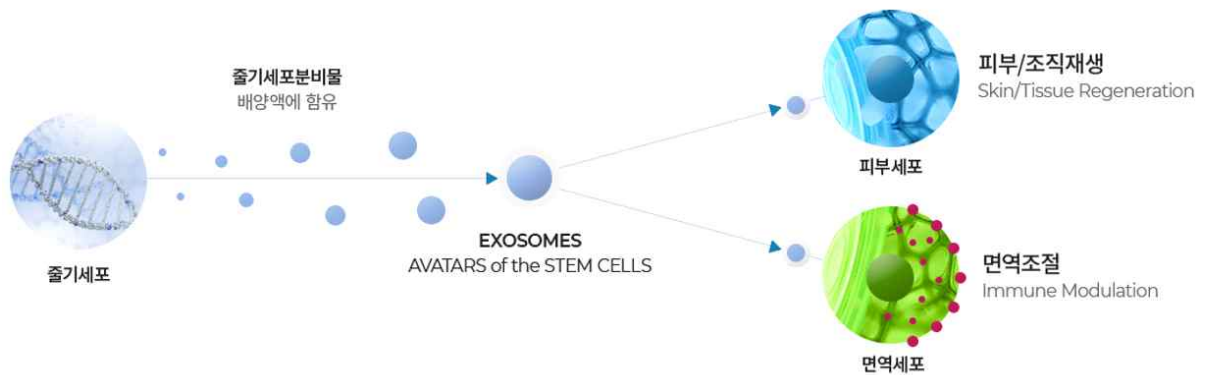 줄기세포분비물
배양액에 함유
줄기세포
EXOSOMES
AVATARS of the STEM CELLS
피부/조직재생
Skin/Tissue Regeneration
피부세포
면역조절
Immune Modulation
면역세포